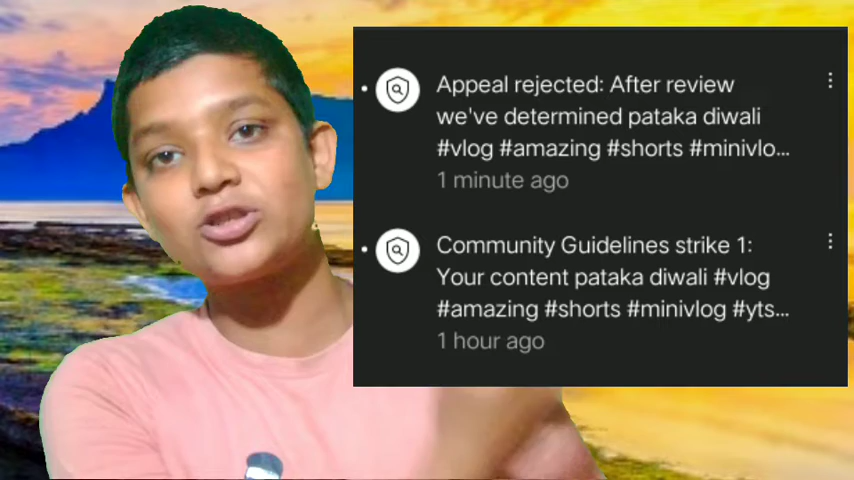 Appeal rejected: After review
we've determined pataka diwali
#vlog #amazing #shorts #minivlo...
1 minute ago
Community Guidelines strike 1:
Your content pataka diwali #vlog
#amazing #shorts #minivlog #yts...
1 hour ago